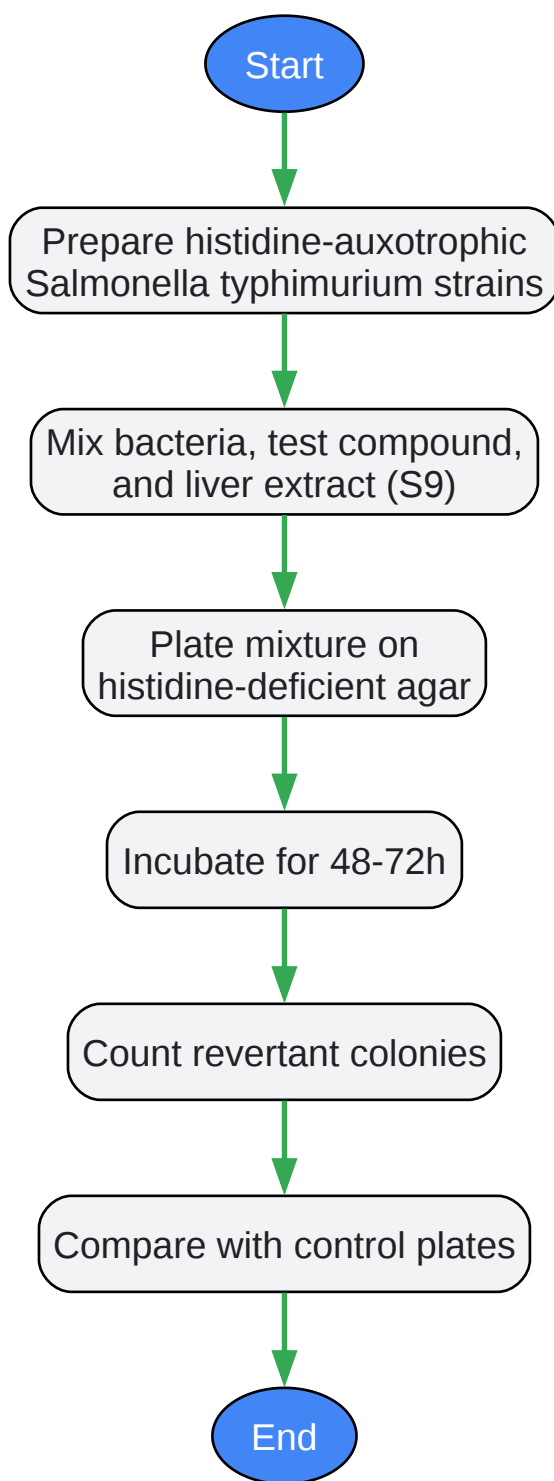 Start
Prepare histidine-auxotrophic
Salmonella typhimurium strains
Mix bacteria, test compound,
and liver extract (S9)
Plate mixture on
histidine-deficient agar
Incubate for 48-72h
Count revertant colonies
Compare with control plates
End